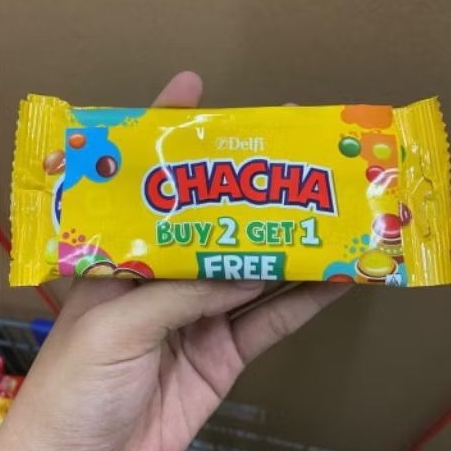 Delfi
CHACHA
BUY 2 GET 1
FREE